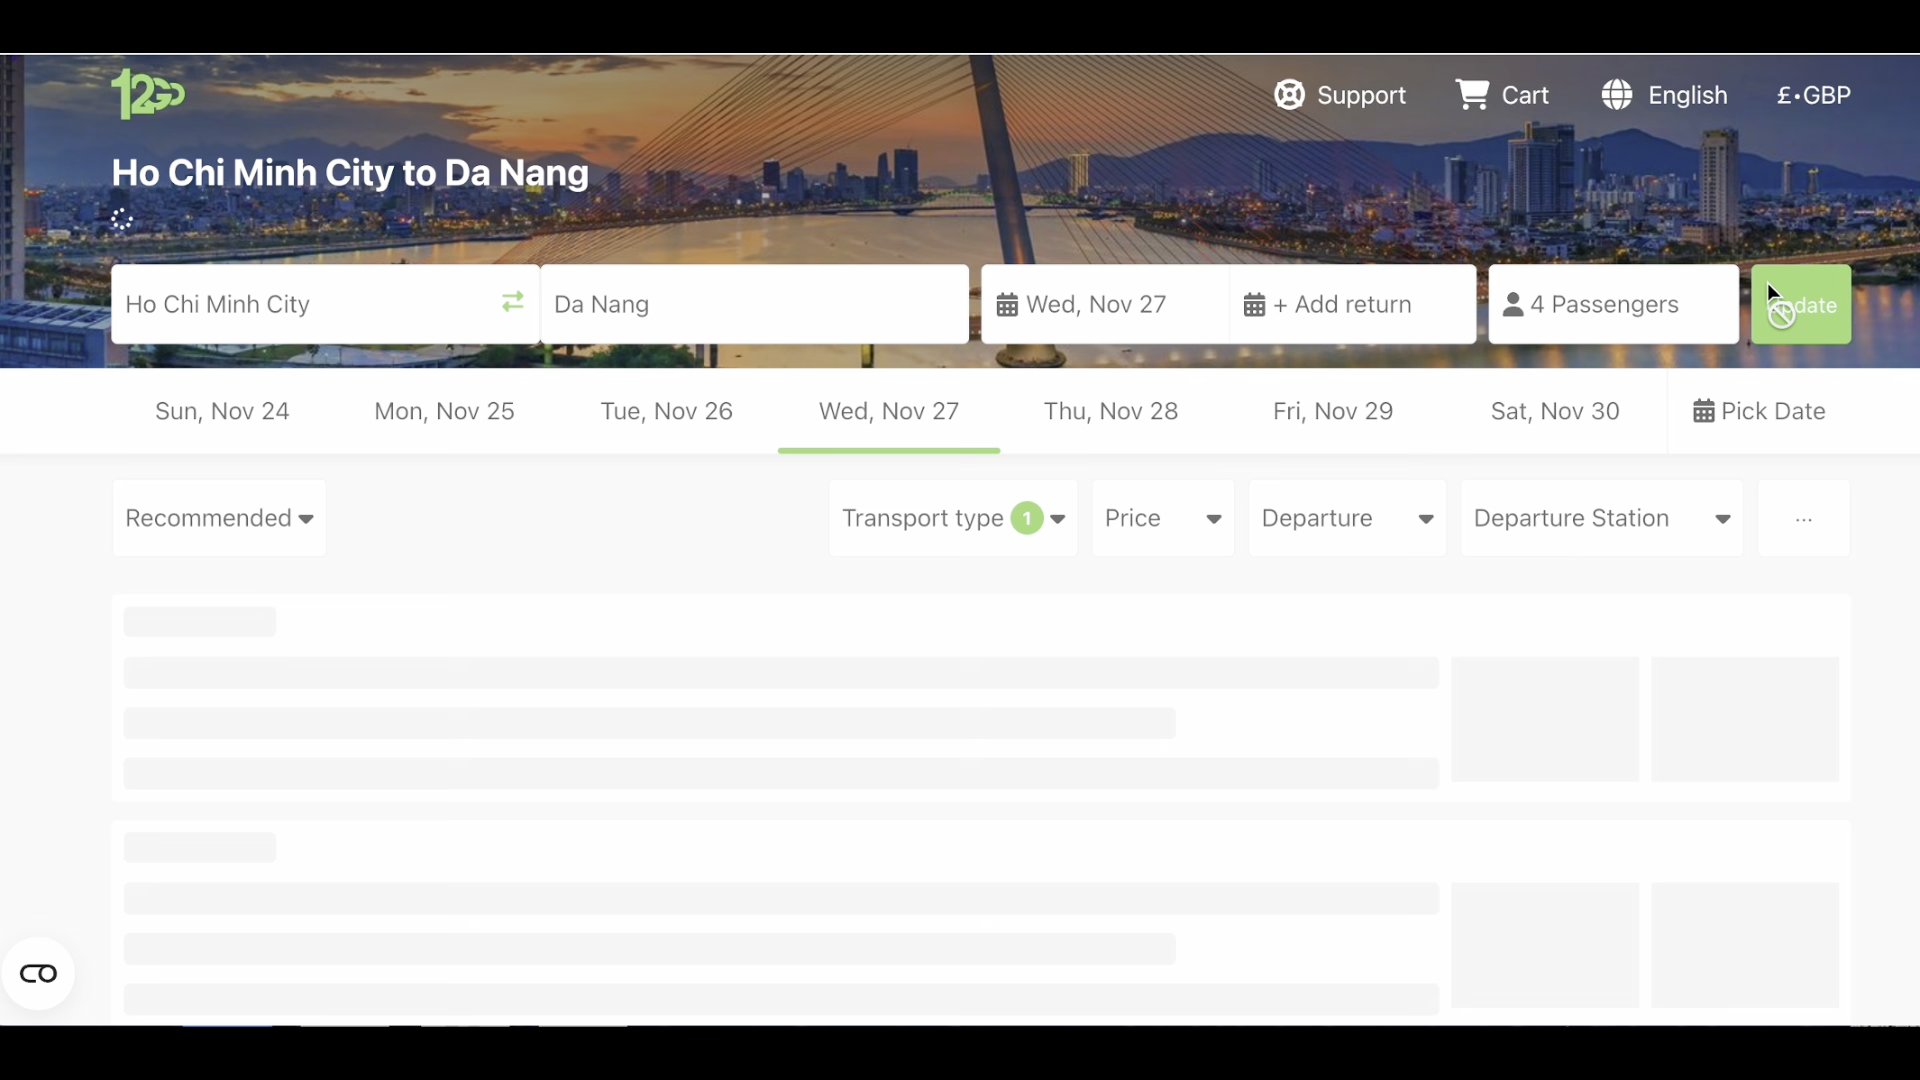 12GO
Support
Cart
English
£•GBP
Ho Chi Minh City to Da Nang
Ho Chi Minh City
Da Nang
Wed, Nov 27
+ Add return
4 Passengers
Update
Sun, Nov 24
Mon, Nov 25
Tue, Nov 26
Wed, Nov 27
Thu, Nov 28
Fri, Nov 29
Sat, Nov 30
Pick Date
Recommended
Transport type 1
Price
Departure
Departure Station
...